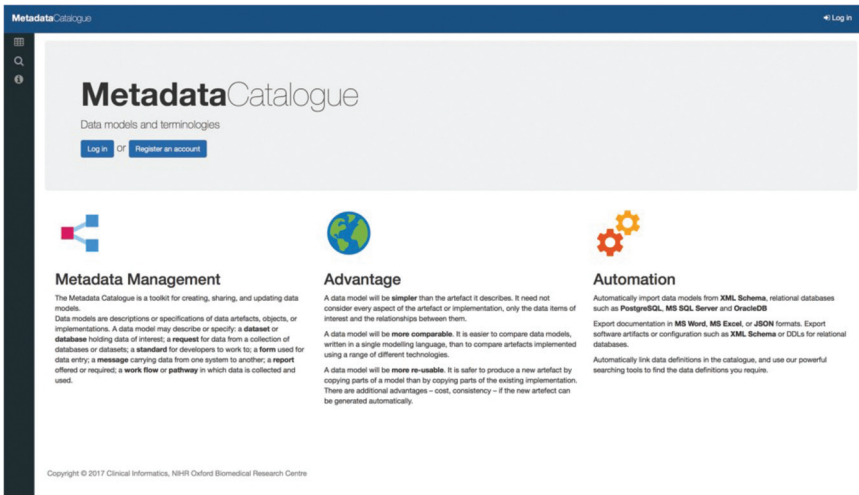 MetadataCatalogue
Log in
MetadataCatalogue
Data models and terminologies
Log in or Register an account
Metadata Management
The Metadata Catalogue is a toolkit for creating, sharing, and updating data
models.
Data models are descriptions or specifications of data artefacts, objects, or
implementations. A data model may describe or specify: a dataset or
database holding data of interest; a request for data from a collection of
databases or datasets; a standard for developers to work to; a form used for
data entry; a message carrying data from one system to another; a report
offered or required; a work flow or pathway in which data is collected and
used.
Advantage
A data model will be simpler than the artefact it describes. It need not
consider every aspect of the artefact or implementation, only the data items of
interest and the relationships between them.
A data model will be more comparable. It is easier to compare data models,
written in a single modelling language, than to compare artefacts implemented
using a range of different technologies.
A data model will be more re-usable. It is safer to produce a new artefact by
copying parts of a model than by copying parts of the existing implementation.
There are additional advantages – cost, consistency – if the new artefect can
be generated automatically.
Automation
Automatically import data models from XML Schema, relational databases
such as PostgreSQL, MS SQL Server and OracleDB
Export documentation in MS Word, MS Excel, or JSON formats. Export
software artifacts or configuration such as XML Schema or DDLs for relational
databases.
Automatically link data definitions in the catalogue, and use our powerful
searching tools to find the data definitions you require.
Copyright © 2017 Clinical Informatics, NIHR Oxford Biomedical Research Centre